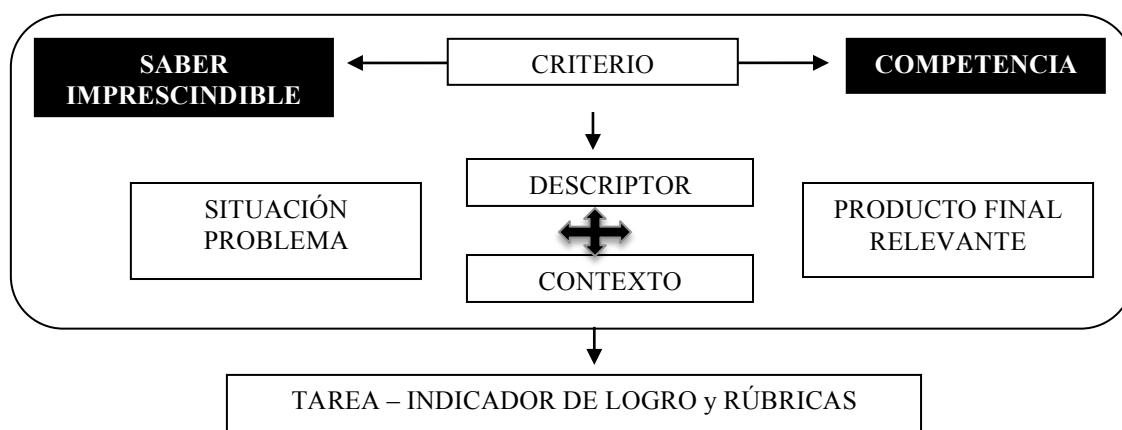 SABER
IMPRESCINDIBLE
CRITERIO
COMPETENCIA
DESCRIPTOR
SITUACIÓN
PROBLEMA
PRODUCTO FINAL
RELEVANTE
CONTEXTO
TAREA – INDICADOR DE LOGRO y RÚBRICAS